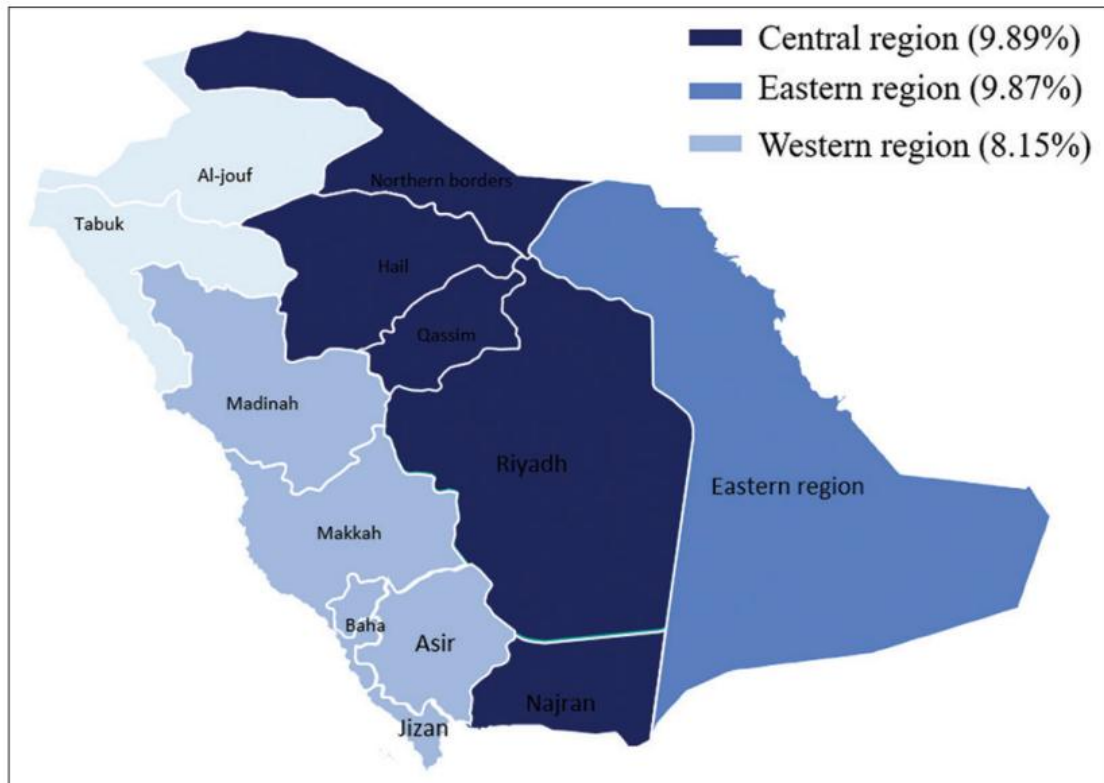 Central region (9.89%)
Eastern region (9.87%)
Western region (8.15%)
Al-jouf
Northern borders
Tabuk
Hail
Qassim
Madinah
Riyadh
Eastern region
Makkah
Baha
Asir
Najran
Jizan